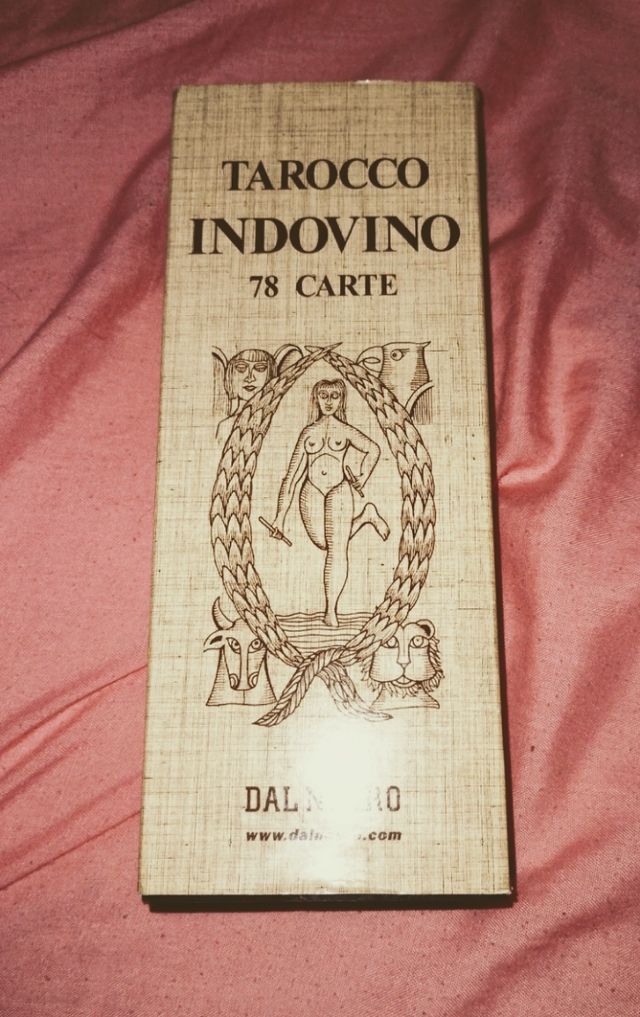 TAROCCO
INDOVINO
78 CARTE
DAL